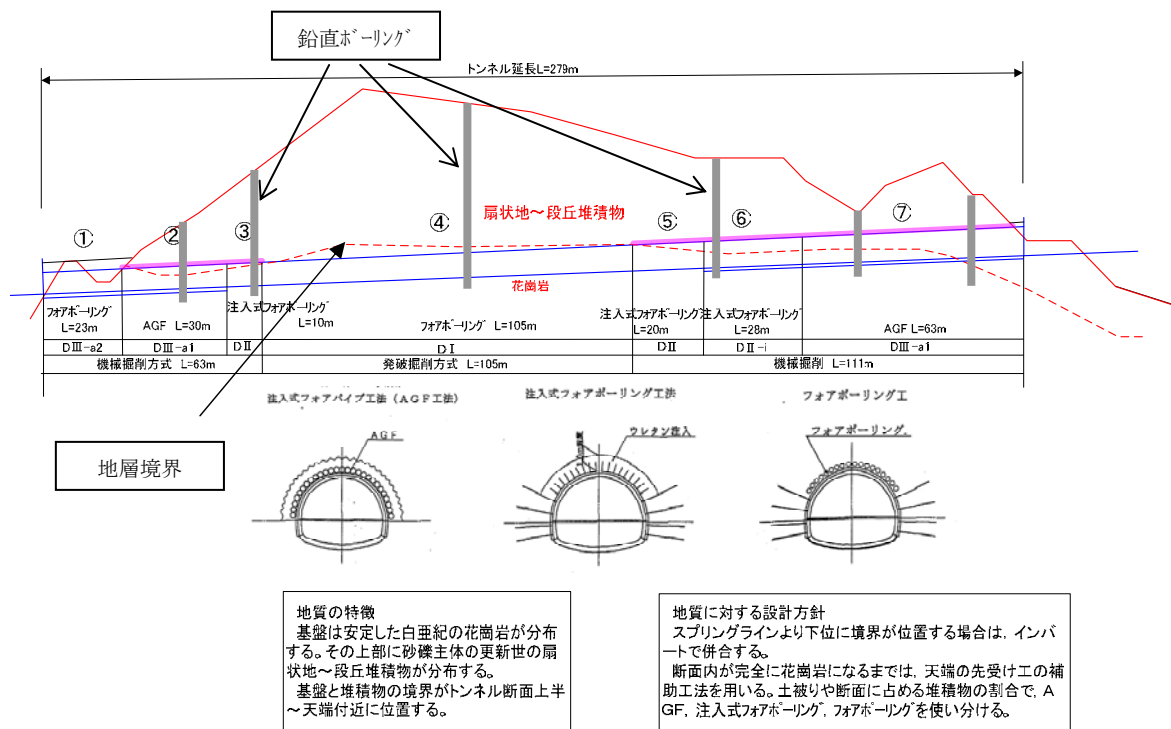 鉛直ﾎﾞｰﾘﾝｸﾞ
トンネル延長L=279m
扇状地～段丘堆積物
① ② ③ ④ ⑤ ⑥ ⑦
花崗岩
フォアボーリング
L=23m
AGF L=30m
注入式フォアボーリング
L=10m
フォアボーリング L=105m
注入式フォアボーリング
L=20m
注入式フォアボーリング
L=28m
AGF L=63m
DⅢ-a2 DⅢ-a1 DⅡ DⅠ DⅡ DⅡ-i DⅢ-a1
機械掘削方式 L=63m 発破掘削方式 L=105m 機械掘削 L=111m
地層境界
注入式フォアパイプ工法（AGF工法）
AGF
注入式フォアポーリング工法
ウレタン注入
フォアポーリング工
フォアポーリング
地質の特徴
基盤は安定した白亜紀の花崗岩が分布
する。その上部に砂礫主体の更新世の扇
状地～段丘堆積物が分布する。
基盤と堆積物の境界がトンネル断面上半
～天端付近に位置する。
地質に対する設計方針
スプリングラインより下位に境界が位置する場合は，インバ
ートで併合する。
断面内が完全に花崗岩になるまでは，天端の先受け工の補
助工法を用いる。土被りや断面に占める堆積物の割合で，A
GF，注入式フォアボーリング，フォアボーリングを使い分ける。